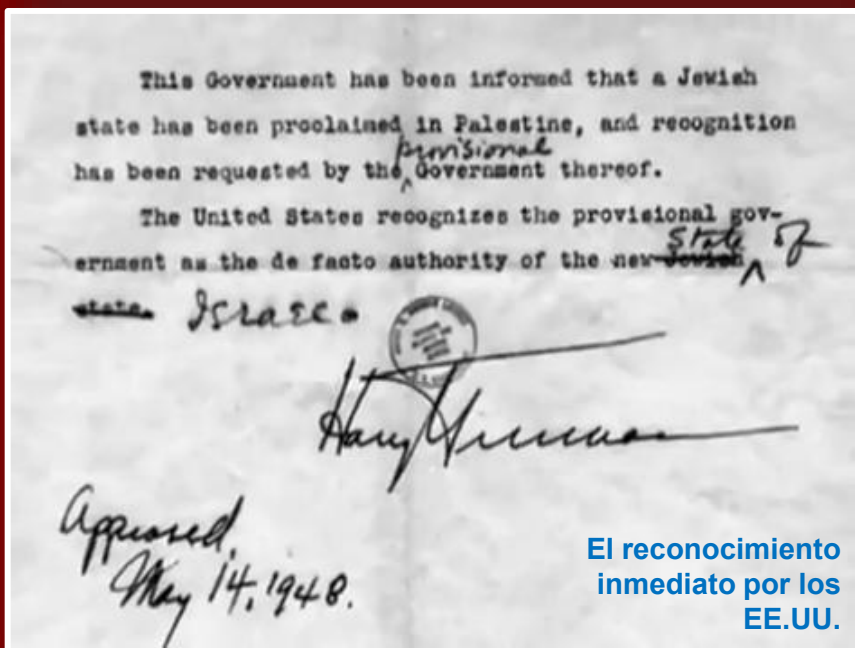 This Government has been informed that a Jewish
state has been proclaimed in Palestine, and recognition
provisional
has been requested by the Government thereof.
The United States recognizes the provisional gov-
State of
ernment as the de facto authority of the new Jewish
state. Israel.
Harry Truman
Approved,
May 14, 1948.
El reconocimiento
inmediato por los
EE.UU.